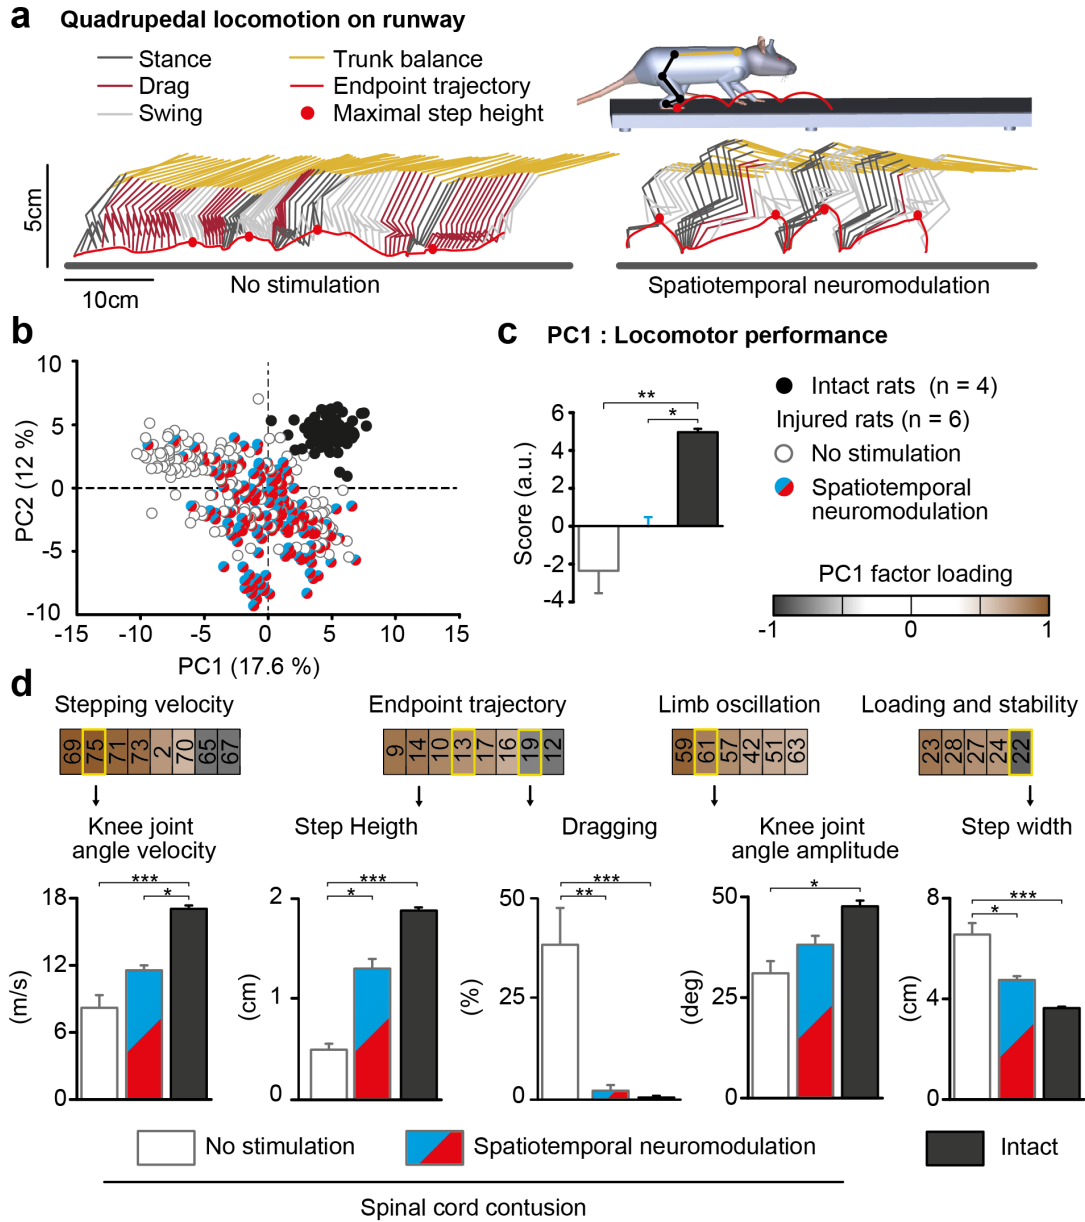 a Quadrupedal locomotion on runway
Stance
Trunk balance
Drag
Endpoint trajectory
Swing
Maximal step height
5cm
10cm
No stimulation
Spatiotemporal neuromodulation
b
10
5
0
-5
-10
PC2 (12 %)
-15 -10 -5 0 5 10 15
PC1 (17.6 %)
c PC1 : Locomotor performance
** 
*
6
4
2
0
-2
-4
Score (a.u.)
Intact rats (n = 4)
Injured rats (n = 6)
No stimulation
Spatiotemporal
neuromodulation
PC1 factor loading
-1 0 1
d
Stepping velocity
69 75 71 73 2 70 65 67
Knee joint
angle velocity
***
*
18
12
6
0
(m/s)
Endpoint trajectory
9 14 10 13 17 16 19 12
Step Heigth
***
*
2
1
0
(cm)
Dragging
***
**
50
25
0
(%)
Limb oscillation
59 61 57 42 51 63
Knee joint
angle amplitude
*
50
25
0
(deg)
Loading and stability
23 28 27 24 22
Step width
***
*
8
4
0
(cm)
No stimulation
Spatiotemporal neuromodulation
Intact
Spinal cord contusion